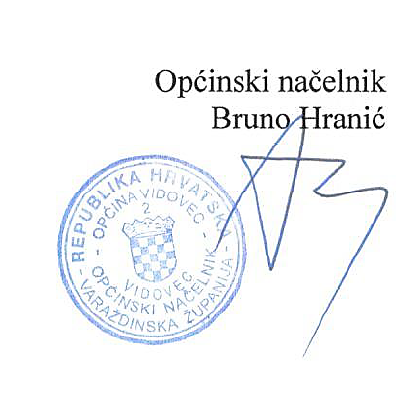 Općinski načelnik
Bruno Hranić
REPUBLIKA HRVATSKA
- VARAŽDINSKA ŽUPANIJA -
- OPĆINA VIDOVEC -
OPĆINSKI NAČELNIK
2
VIDOVEC